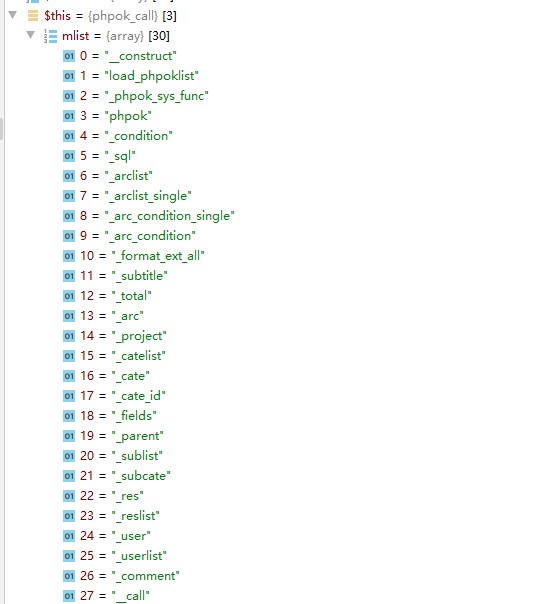 $this = {phpok_call} [3]
mlist = {array} [30]
01 0 = "__construct"
01 1 = "load_phpoklist"
01 2 = "_phpok_sys_func"
01 3 = "phpok"
01 4 = "_condition"
01 5 = "_sql"
01 6 = "_arclist"
01 7 = "_arclist_single"
01 8 = "_arc_condition_single"
01 9 = "_arc_condition"
01 10 = "_format_ext_all"
01 11 = "_subtitle"
01 12 = "_total"
01 13 = "_arc"
01 14 = "_project"
01 15 = "_catelist"
01 16 = "_cate"
01 17 = "_cate_id"
01 18 = "_fields"
01 19 = "_parent"
01 20 = "_sublist"
01 21 = "_subcate"
01 22 = "_res"
01 23 = "_reslist"
01 24 = "_user"
01 25 = "_userlist"
01 26 = "_comment"
01 27 = "__call"